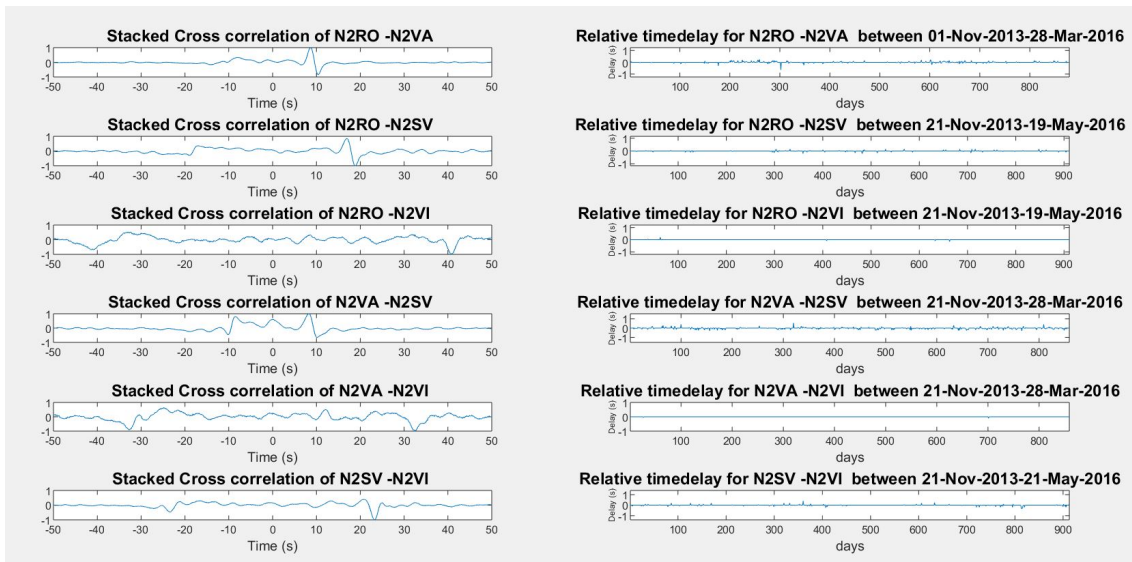 Stacked Cross correlation of N2RO -N2VA
1
0
-1
-50 -40 -30 -20 -10 0 10 20 30 40 50
Time (s)
Relative timedelay for N2RO -N2VA between 01-Nov-2013-28-Mar-2016
Delay (s)
1
0
-1
100 200 300 400 500 600 700 800
days
Stacked Cross correlation of N2RO -N2SV
1
0
-1
-50 -40 -30 -20 -10 0 10 20 30 40 50
Time (s)
Relative timedelay for N2RO -N2SV between 21-Nov-2013-19-May-2016
Delay (s)
1
0
-1
100 200 300 400 500 600 700 800 900
days
Stacked Cross correlation of N2RO -N2VI
1
0
-1
-50 -40 -30 -20 -10 0 10 20 30 40 50
Time (s)
Relative timedelay for N2RO -N2VI between 21-Nov-2013-19-May-2016
Delay (s)
1
0
-1
100 200 300 400 500 600 700 800 900
days
Stacked Cross correlation of N2VA -N2SV
1
0
-1
-50 -40 -30 -20 -10 0 10 20 30 40 50
Time (s)
Relative timedelay for N2VA -N2SV between 21-Nov-2013-28-Mar-2016
Delay (s)
1
0
-1
100 200 300 400 500 600 700 800
days
Stacked Cross correlation of N2VA -N2VI
1
0
-1
-50 -40 -30 -20 -10 0 10 20 30 40 50
Time (s)
Relative timedelay for N2VA -N2VI between 21-Nov-2013-28-Mar-2016
Delay (s)
1
0
-1
100 200 300 400 500 600 700 800
days
Stacked Cross correlation of N2SV -N2VI
1
0
-1
-50 -40 -30 -20 -10 0 10 20 30 40 50
Time (s)
Relative timedelay for N2SV -N2VI between 21-Nov-2013-21-May-2016
Delay (s)
1
0
-1
100 200 300 400 500 600 700 800 900
days